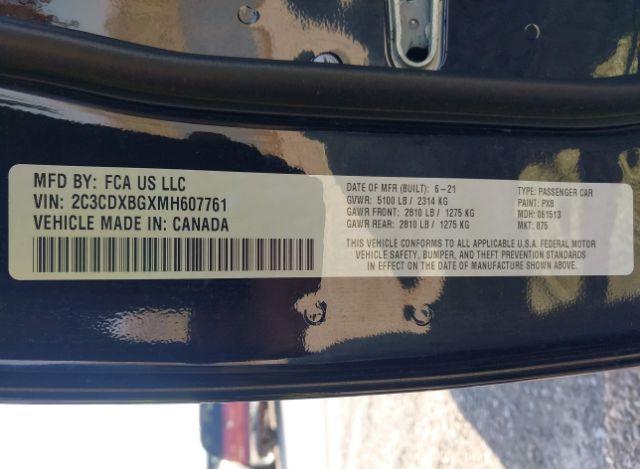 MFD BY: FCA US LLC
VIN: 2C3CDXBGXMH607761
VEHICLE MADE IN: CANADA
DATE OF MFR (BUILT): 6-21
GVWR: 5100 LB / 2314 KG
GAWR FRONT: 2810 LB / 1275 KG
GAWR REAR: 2810 LB / 1275 KG
TYPE: PASSENGER CAR
PAINT: PX8
MDH: 061513
MKT: 875
THIS VEHICLE CONFORMS TO ALL APPLICABLE U.S.A. FEDERAL MOTOR
VEHICLE SAFETY, BUMPER, AND THEFT PREVENTION STANDARDS
IN EFFECT ON THE DATE OF MANUFACTURE SHOWN ABOVE.